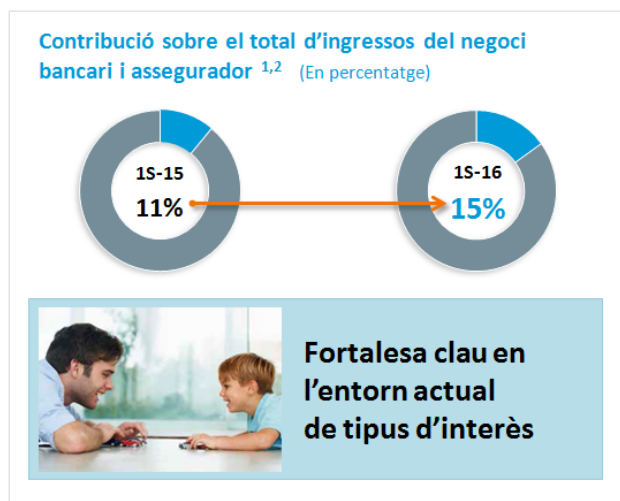 Contribució sobre el total d’ingressos del negoci
bancari i assegurador 1,2 (En percentatge)
1S-15
11%
1S-16
15%
Fortalesa clau en
l’entorn actual
de tipus d’interès